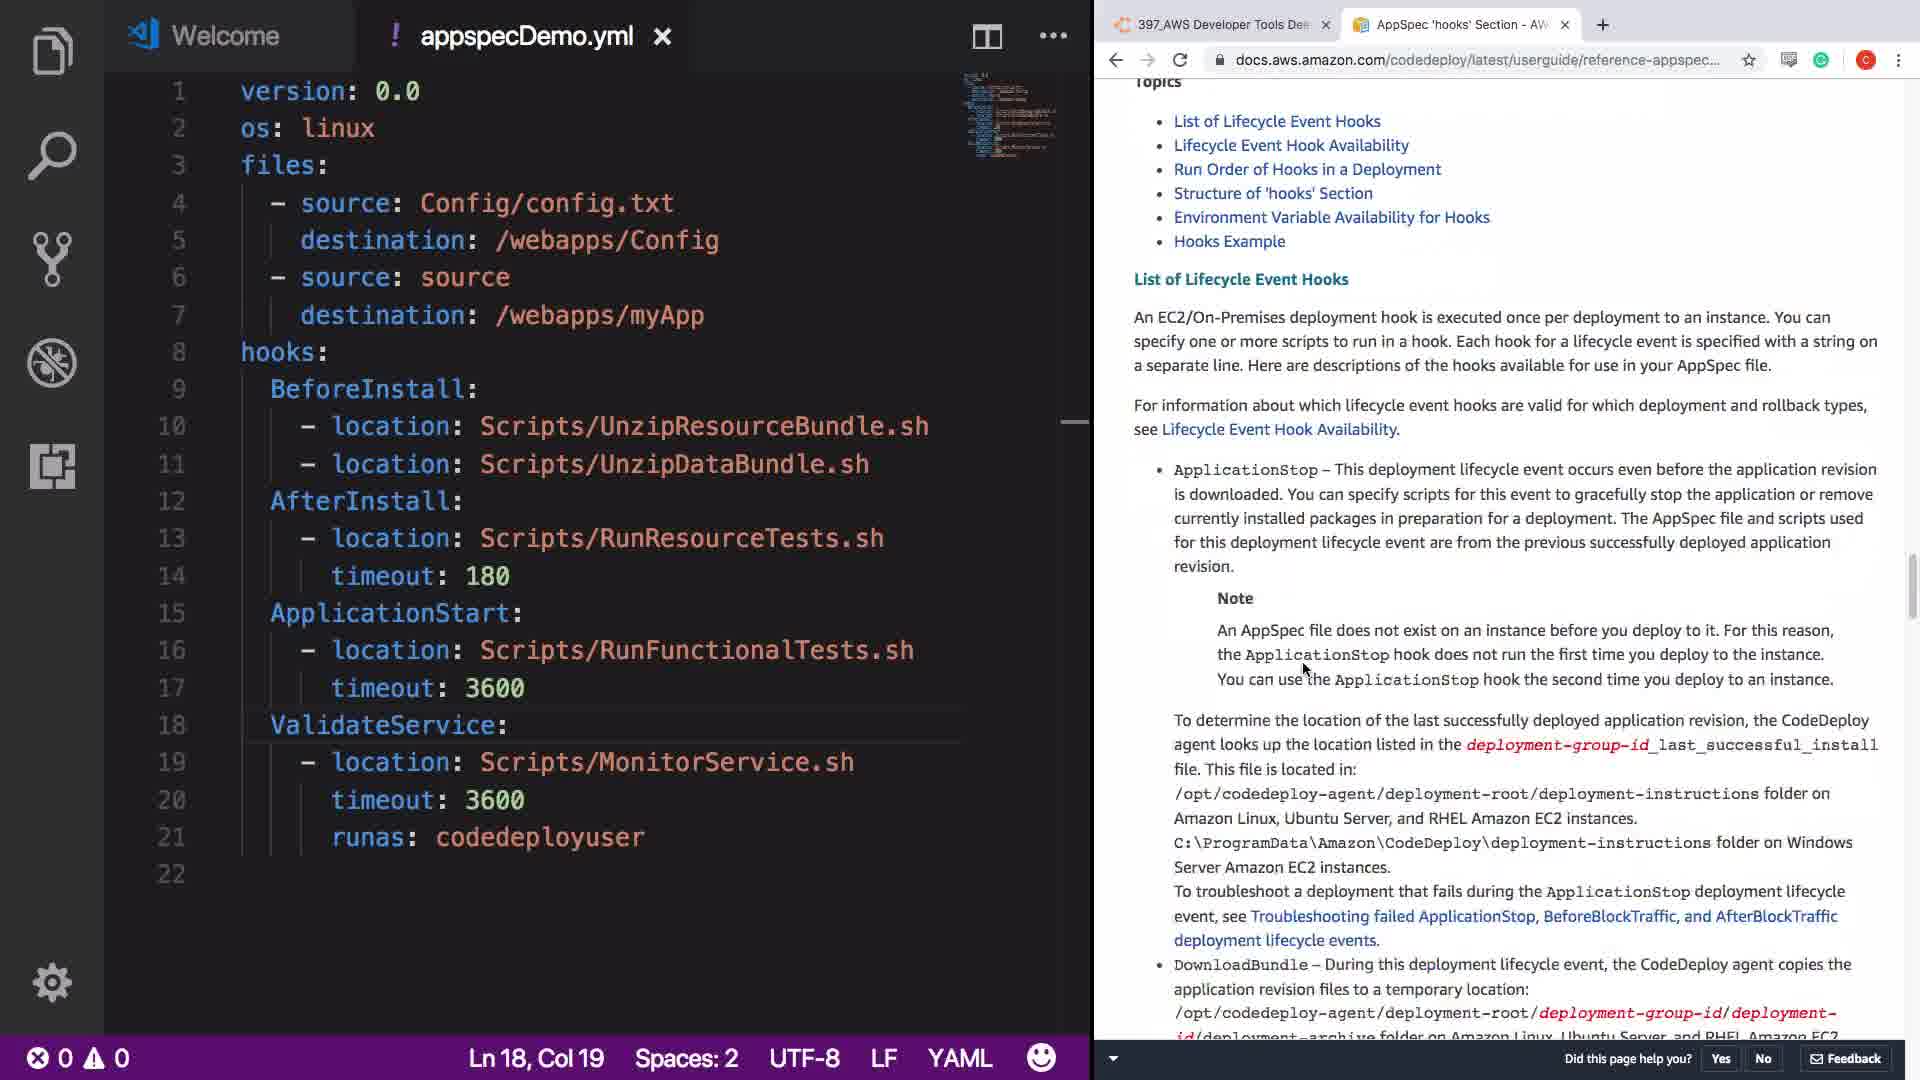 Welcome
! appspecDemo.yml
1 version: 0.0
2 os: linux
3 files:
4 - source: Config/config.txt
5 destination: /webapps/Config
6 - source: source
7 destination: /webapps/myApp
8 hooks:
9 BeforeInstall:
10 - location: Scripts/UnzipResourceBundle.sh
11 - location: Scripts/UnzipDataBundle.sh
12 AfterInstall:
13 - location: Scripts/RunResourceTests.sh
14 timeout: 180
15 ApplicationStart:
16 - location: Scripts/RunFunctionalTests.sh
17 timeout: 3600
18 ValidateService:
19 - location: Scripts/MonitorService.sh
20 timeout: 3600
21 runas: codedeployuser
22
0 0
Ln 18, Col 19 Spaces: 2 UTF-8 LF YAML
397_AWS Developer Tools Dee
AppSpec 'hooks' Section - AW
docs.aws.amazon.com/codedeploy/latest/userguide/reference-appspec...
C
Topics
• List of Lifecycle Event Hooks
• Lifecycle Event Hook Availability
• Run Order of Hooks in a Deployment
• Structure of 'hooks' Section
• Environment Variable Availability for Hooks
• Hooks Example
List of Lifecycle Event Hooks
An EC2/On-Premises deployment hook is executed once per deployment to an instance. You can
specify one or more scripts to run in a hook. Each hook for a lifecycle event is specified with a string on
a separate line. Here are descriptions of the hooks available for use in your AppSpec file.
For information about which lifecycle event hooks are valid for which deployment and rollback types,
see Lifecycle Event Hook Availability.
• ApplicationStop – This deployment lifecycle event occurs even before the application revision
is downloaded. You can specify scripts for this event to gracefully stop the application or remove
currently installed packages in preparation for a deployment. The AppSpec file and scripts used
for this deployment lifecycle event are from the previous successfully deployed application
revision.
Note
An AppSpec file does not exist on an instance before you deploy to it. For this reason,
the ApplicationStop hook does not run the first time you deploy to the instance.
You can use the ApplicationStop hook the second time you deploy to an instance.
To determine the location of the last successfully deployed application revision, the CodeDeploy
agent looks up the location listed in the deployment-group-id_last_successful_install
file. This file is located in:
/opt/codedeploy-agent/deployment-root/deployment-instructions folder on
Amazon Linux, Ubuntu Server, and RHEL Amazon EC2 instances.
C:\ProgramData\Amazon\CodeDeploy\deployment-instructions folder on Windows
Server Amazon EC2 instances.
To troubleshoot a deployment that fails during the ApplicationStop deployment lifecycle
event, see Troubleshooting failed ApplicationStop, BeforeBlockTraffic, and AfterBlockTraffic
deployment lifecycle events.
• DownloadBundle – During this deployment lifecycle event, the CodeDeploy agent copies the
application revision files to a temporary location:
/opt/codedeploy-agent/deployment-root/deployment-group-id/deployment-
id/deployment-archive folder on Amazon Linux, Ubuntu Server, and RHEL Amazon EC2
Did this page help you? Yes No Feedback